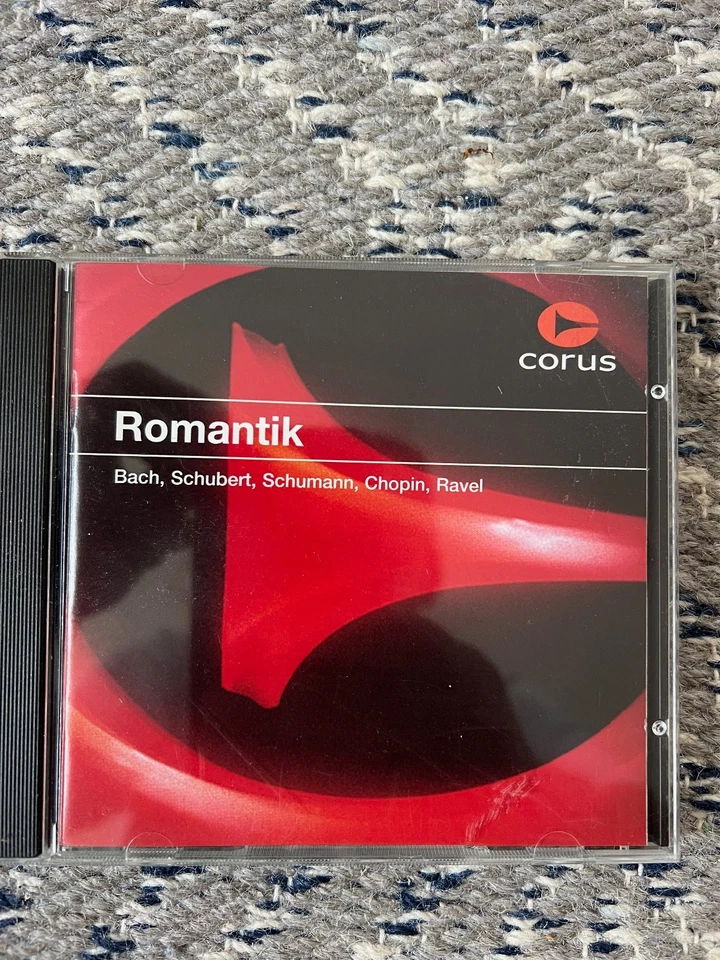 corus
Romantik
Bach, Schubert, Schumann, Chopin, Ravel